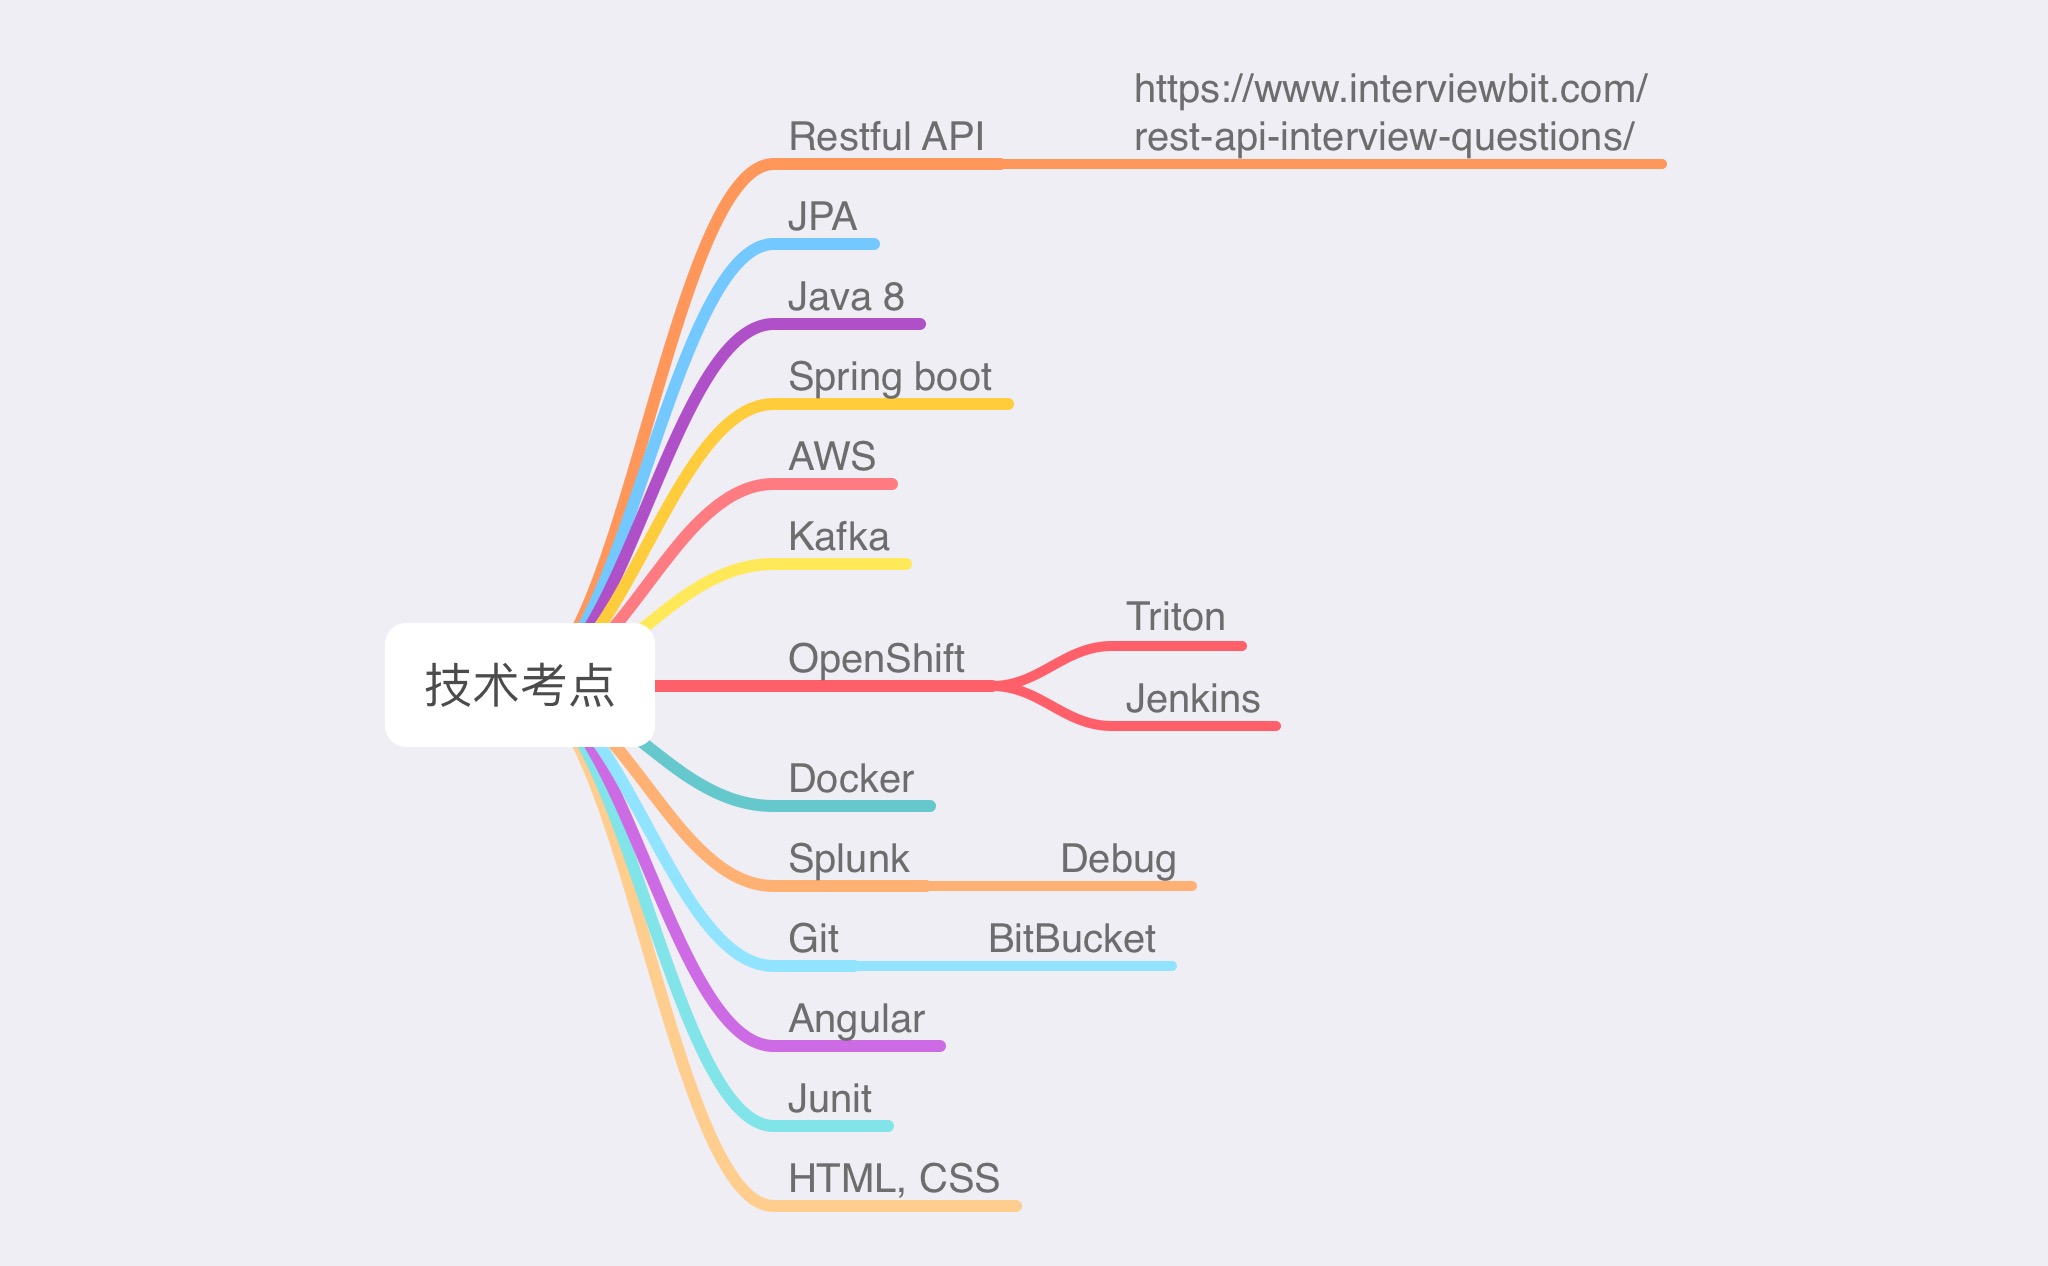 https://www.interviewbit.com/
rest-api-interview-questions/
Restful API
JPA
Java 8
Spring boot
AWS
Kafka
技术考点
OpenShift
Triton
Jenkins
Docker
Splunk
Debug
Git
BitBucket
Angular
Junit
HTML, CSS